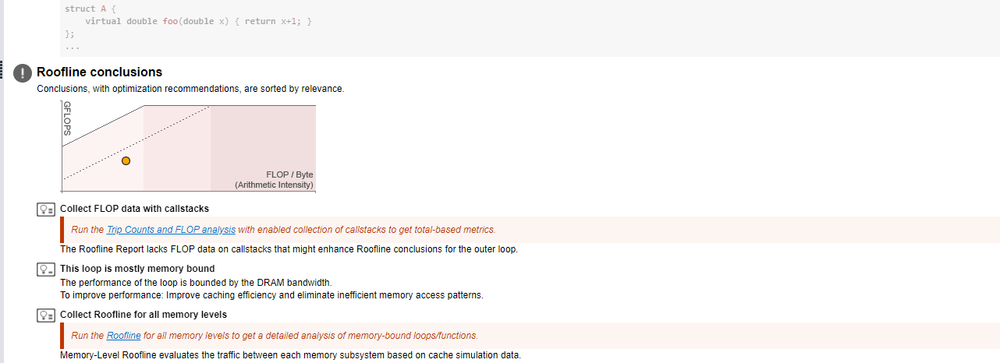 struct A {
virtual double foo(double x) { return x+1; }
};
...
Roofline conclusions
Conclusions, with optimization recommendations, are sorted by relevance.
GFLOPS
FLOP / Byte
(Arithmetic Intensity)
Collect FLOP data with callstacks
Run the Trip Counts and FLOP analysis with enabled collection of callstacks to get total-based metrics.
The Roofline Report lacks FLOP data on callstacks that might enhance Roofline conclusions for the outer loop.
This loop is mostly memory bound
The performance of the loop is bounded by the DRAM bandwidth.
To improve performance: Improve caching efficiency and eliminate inefficient memory access patterns.
Collect Roofline for all memory levels
Run the Roofline for all memory levels to get a detailed analysis of memory-bound loops/functions.
Memory-Level Roofline evaluates the traffic between each memory subsystem based on cache simulation data.